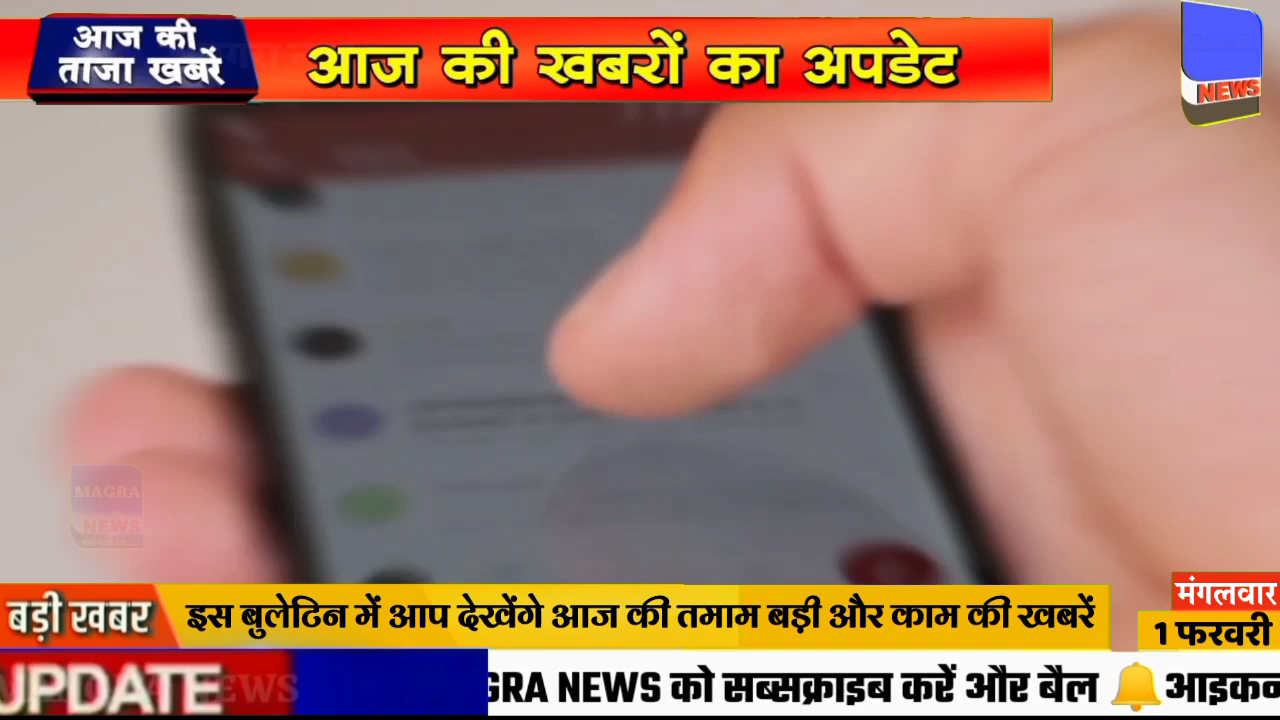 आज की
ताजा खबरें
आज की खबरों का अपडेट
NEWS
MAGRA
NEWS
बड़ी खबर
इस बुलेटिन में आप देखेंगे आज की तमाम बड़ी और काम की खबरें
मंगलवार
1 फरवरी
UPDATE
NEWS
GRA NEWS को सब्सक्राइब करें और बैल 🔔 आइकन